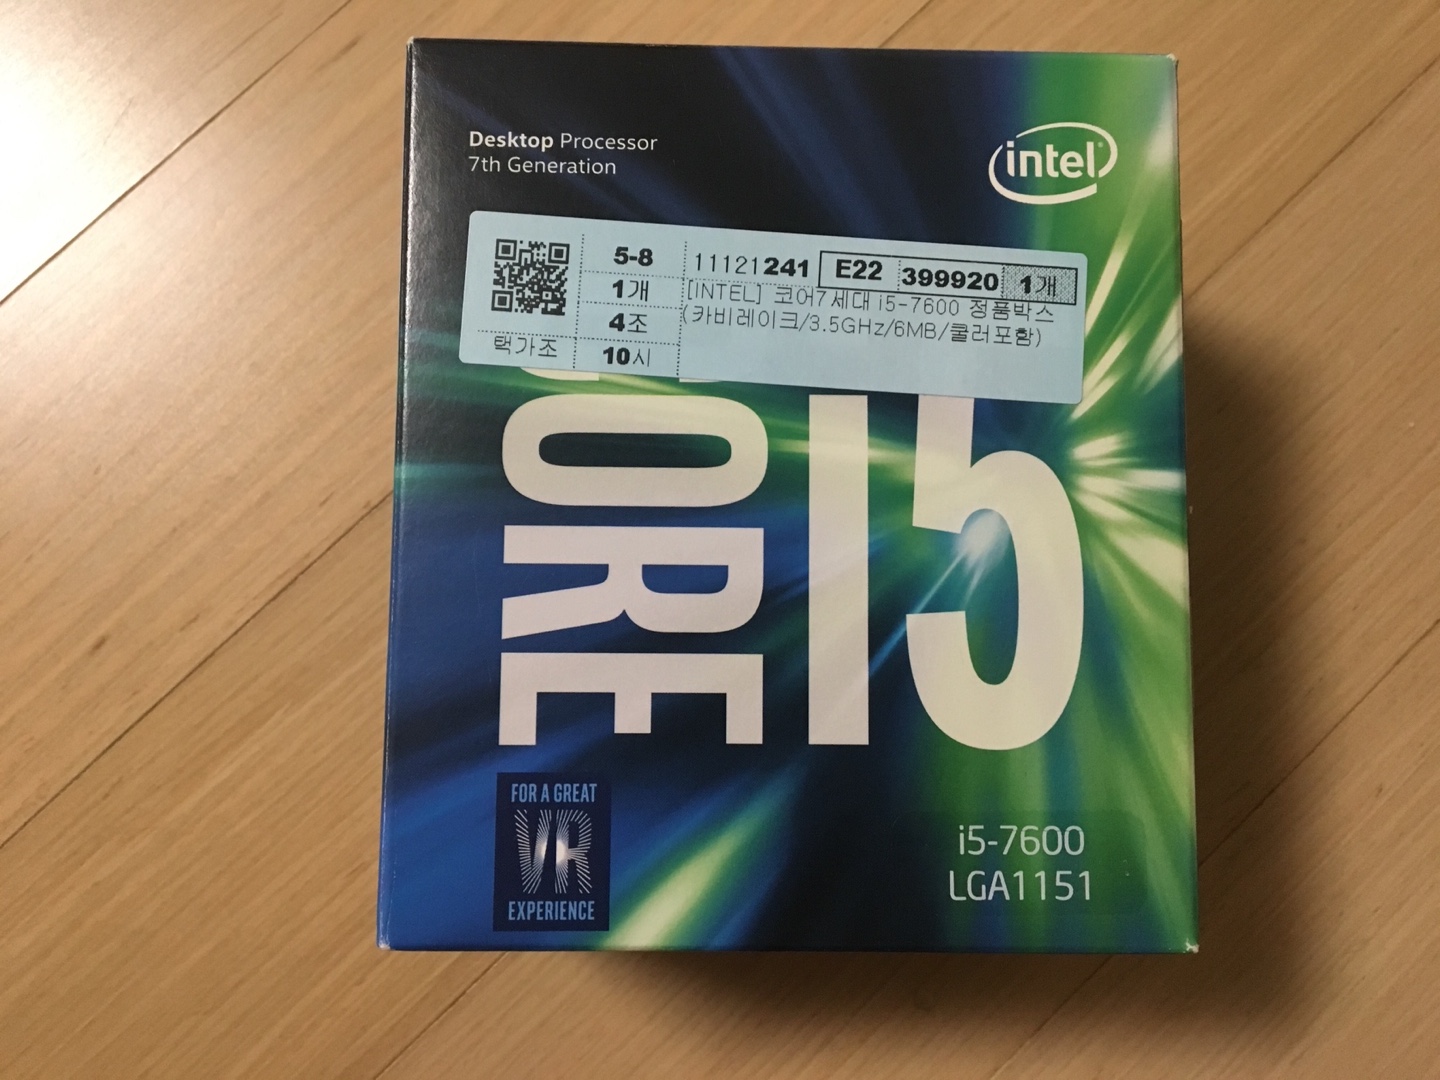 Desktop Processor
7th Generation
intel
5-8
1개
4조
택가조
10시
11121241
E22
399920
1개
[INTEL] 코어7세대 i5-7600 정품박스
(카비레이크/3.5GHz/6MB/쿨러포함)
CORE
i5
FOR A GREAT
VR
EXPERIENCE
i5-7600
LGA1151